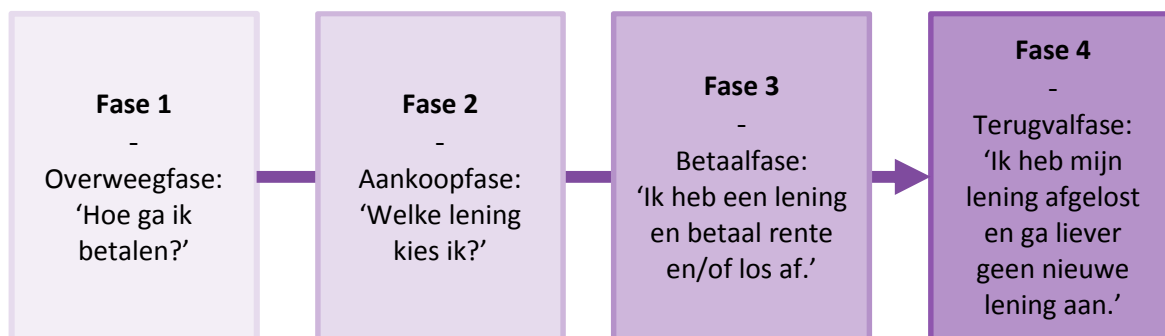 Fase 1
-
Overweegfase:
‘Hoe ga ik
betalen?’
Fase 2
-
Aankoopfase:
‘Welke lening
kies ik?’
Fase 3
-
Betaalfase:
‘Ik heb een lening
en betaal rente
en/of los af.’
Fase 4
-
Terugvalfase:
‘Ik heb mijn
lening afgelost
en ga liever
geen nieuwe
lening aan.’